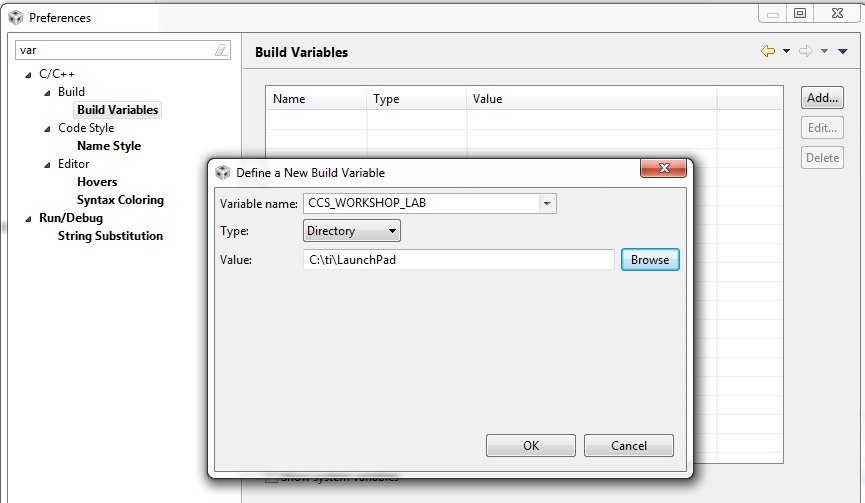 Preferences
var
C/C++
Build
Build Variables
Code Style
Name Style
Editor
Hovers
Syntax Coloring
Run/Debug
String Substitution
Build Variables
Name Type Value
Add...
Edit...
Delete
Define a New Build Variable
Variable name: CCS_WORKSHOP_LAB
Type: Directory
Value: C:\ti\LaunchPad Browse
OK Cancel
Show system variables